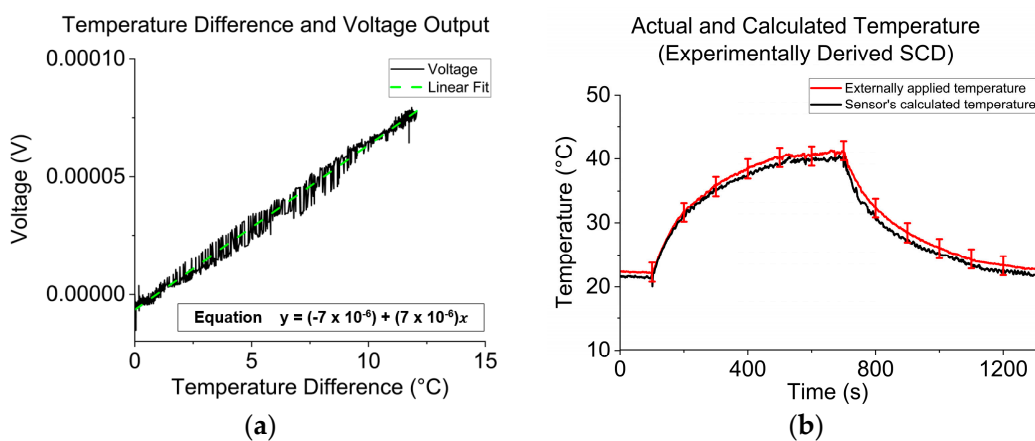 Temperature Difference and Voltage Output
0.00010
0.00005
0.00000
Voltage (V)
Voltage
Linear Fit
Equation y = (-7 x 10⁻⁶) + (7 x 10⁻⁶)x
0 5 10 15
Temperature Difference (°C)
(a)
Actual and Calculated Temperature
(Experimentally Derived SCD)
Externally applied temperature
Sensor's calculated temperature
50
40
30
20
10
Temperature (°C)
0 400 800 1200
Time (s)
(b)